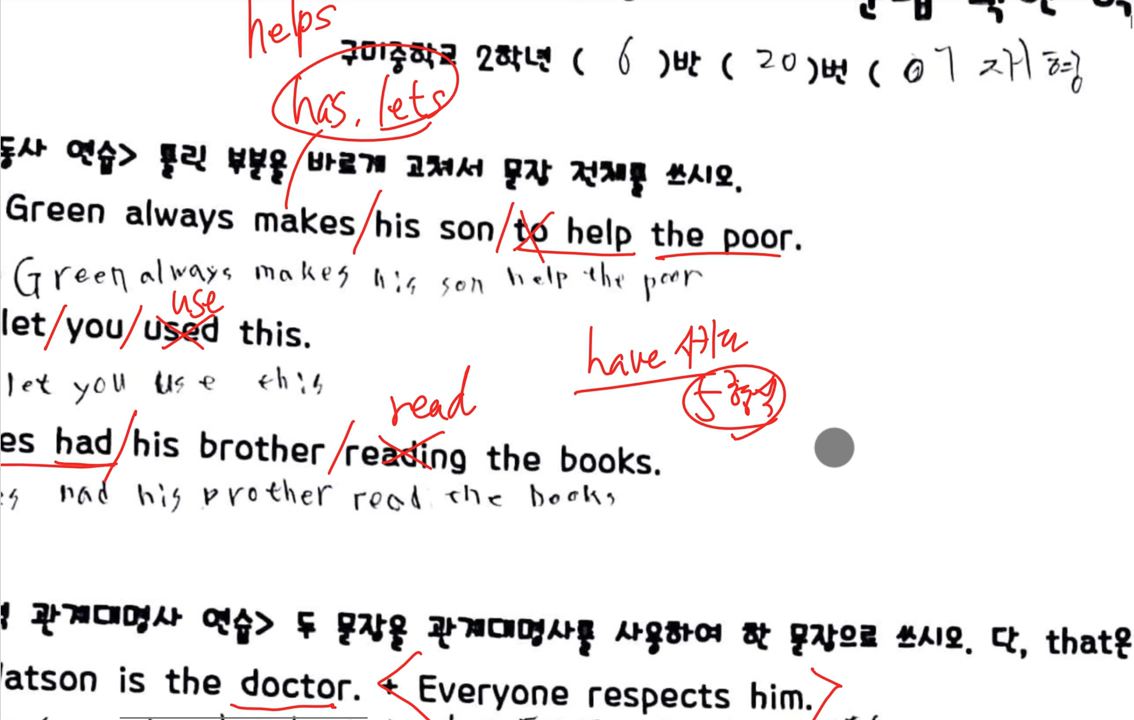 helps
구미중학교 2학년 ( 6 )반 ( 20 )번 ( 이재형
has, lets
동사 연습> 틀린 부분을 바르게 고쳐서 문장 전체를 쓰시오.
Green always makes / his son / to help the poor.
Green always makes his son help the poor
use
let / you / used this.
let you use this
have 사역
5형식
read
es had / his brother / reading the books.
es had his brother read the books
관계대명사 연습> 두 문장을 관계대명사를 사용하여 한 문장으로 쓰시오. 단, that은
atson is the doctor. + Everyone respects him.